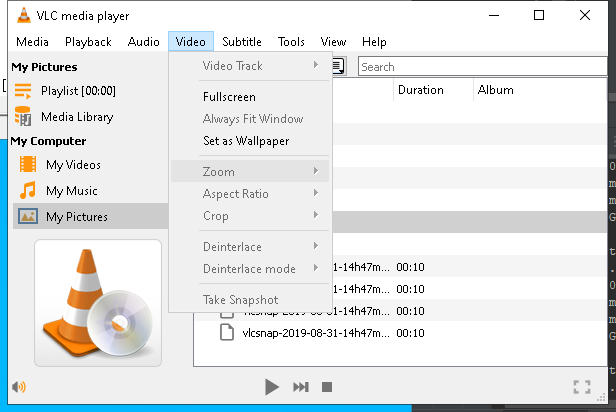 VLC media player
Media Playback Audio Video Subtitle Tools View Help
My Pictures
Playlist [00:00]
Media Library
My Computer
My Videos
My Music
My Pictures
Video Track
Fullscreen
Always Fit Window
Set as Wallpaper
Zoom
Aspect Ratio
Crop
Deinterlace
Deinterlace mode
Take Snapshot
Search
Duration Album
-2019-08-31-14h47m... 00:10
-08-31-14h47m... 00:10
vlcsnap-2019-08-31-14h47m... 00:10
vlcsnap-2019-08-31-14h47m... 00:10